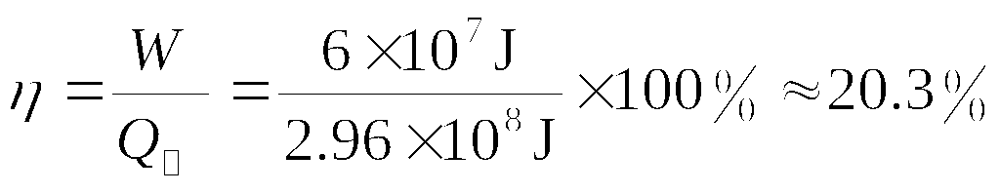 η = W/Q□ = 6×10⁷ J / 2.96×10⁸ J ×100% ≈20.3%